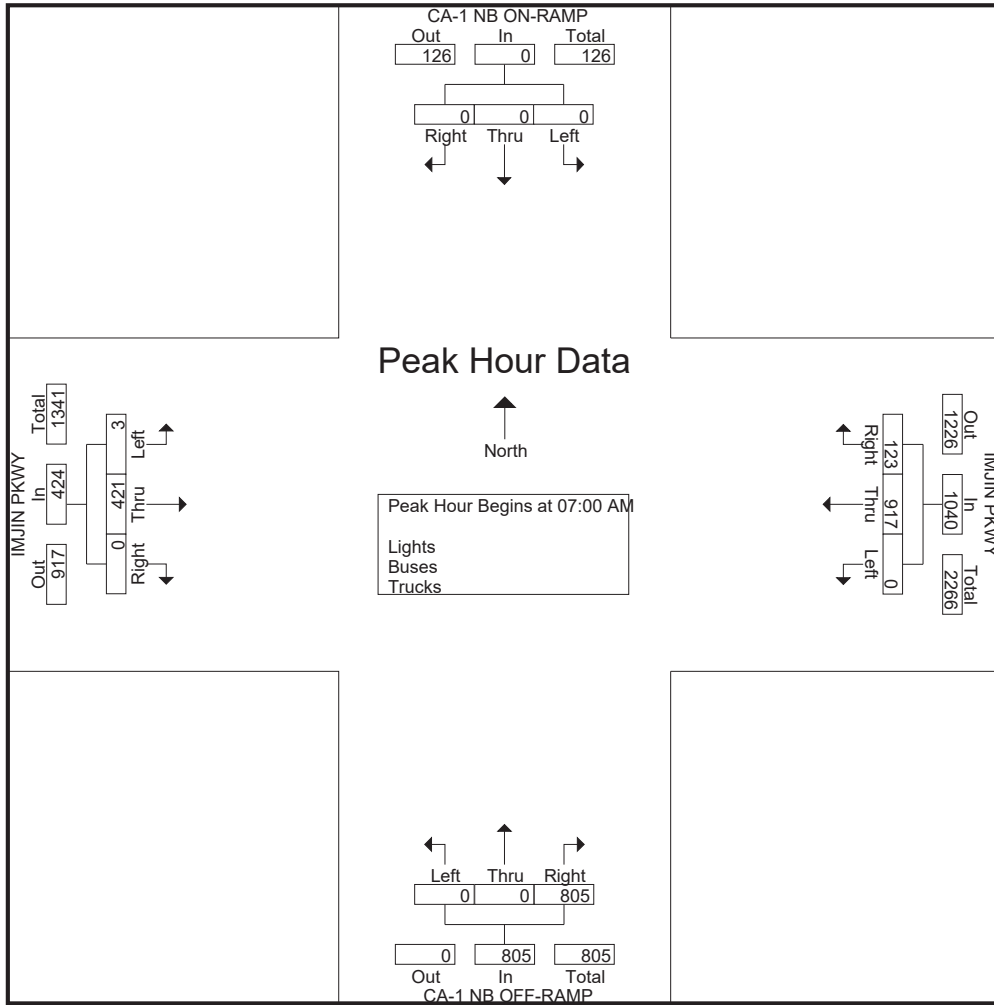 CA-1 NB ON-RAMP
Out In Total
126 0 126
0 0 0
Right Thru Left
Peak Hour Data
North
Peak Hour Begins at 07:00 AM
Lights
Buses
Trucks
IMJIN PKWY
Total In Out
1341 424 917
3 421 0
Left Thru Right
IMJIN PKWY
Out In Total
1226 1040 2266
123 917 0
Right Thru Left
Left Thru Right
0 0 805
0 805 805
Out In Total
CA-1 NB OFF-RAMP